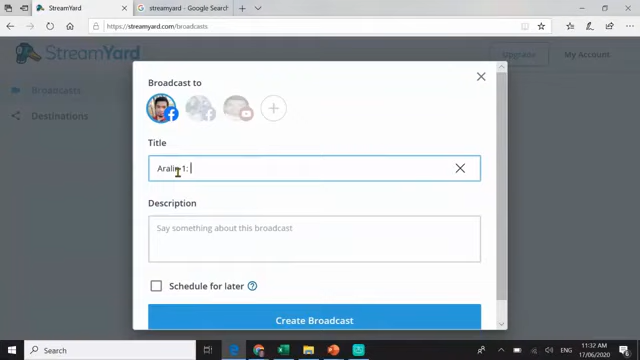 StreamYard
streamyard - Google Search
https://streamyard.com/broadcasts
StreamYard
Upgrade
My Account
Broadcasts
Destinations
Broadcast to
Title
Aralin 1:
Description
Say something about this broadcast
Schedule for later
Create Broadcast
Search
ENG
11:32 AM
17/06/2020